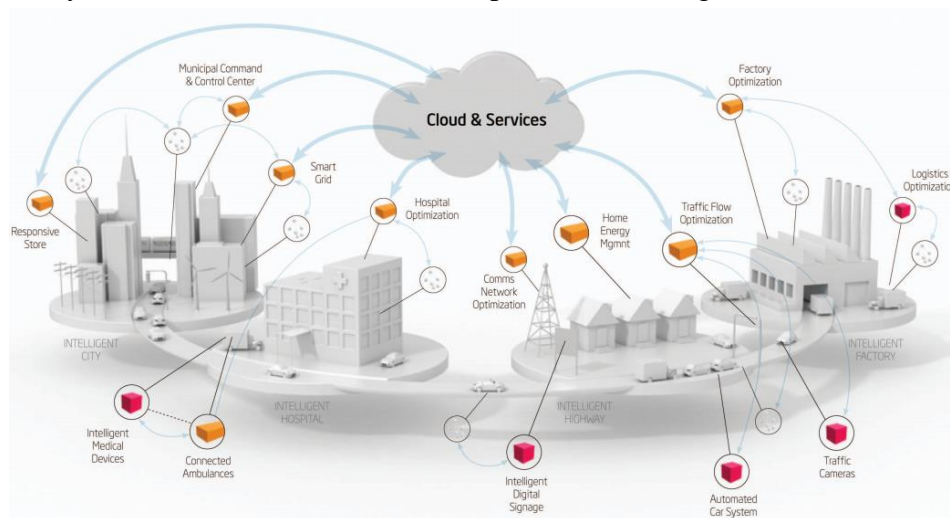 Municipal Command
& Control Center
Cloud & Services
Factory
Optimization
Smart
Grid
Logistics
Optimization
Responsive
Store
Hospital
Optimization
Home
Energy
Mgmnt
Traffic Flow
Optimization
Comms
Network
Optimization
INTELLIGENT
CITY
INTELLIGENT
HOSPITAL
INTELLIGENT
HIGHWAY
INTELLIGENT
FACTORY
Intelligent
Medical
Devices
Connected
Ambulances
Intelligent
Digital
Signage
Automated
Car System
Traffic
Cameras